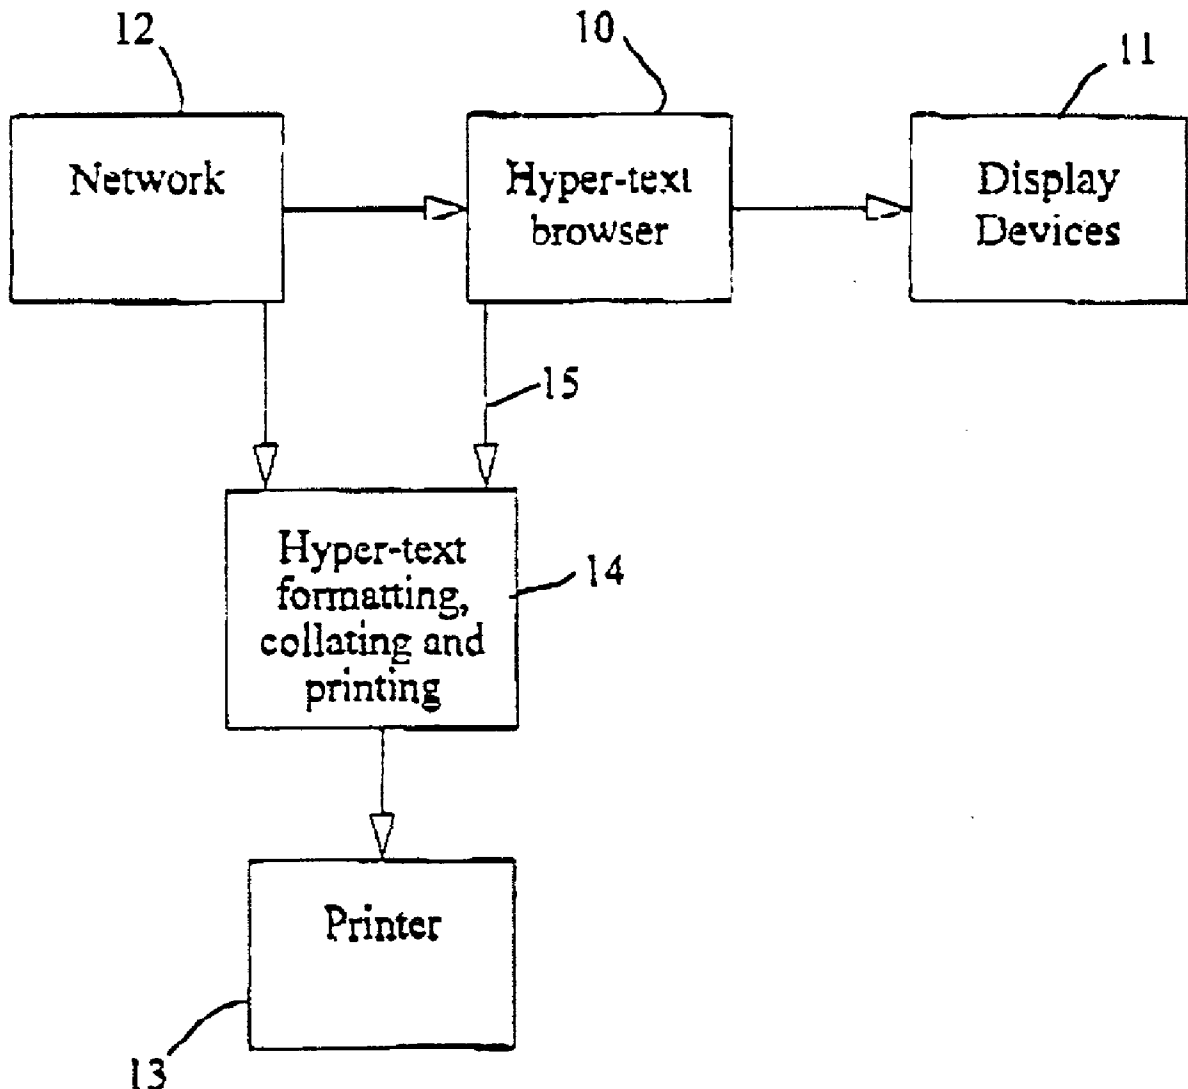 12
10
11
Network
Hyper-text
browser
Display
Devices
15
Hyper-text
formatting,
collating and
printing
14
Printer
13